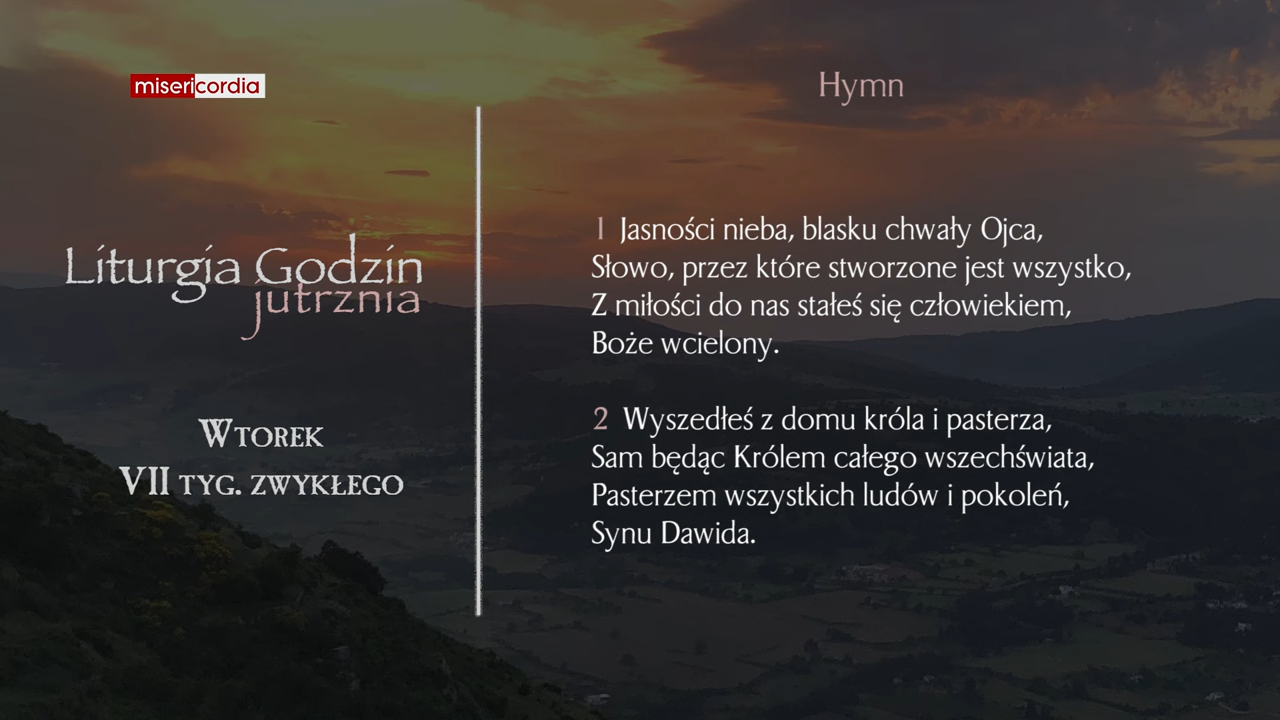 misericordia
Liturgia Godzin
jutrznia
Wtorek
VII tyg. zwykłego
Hymn
1 Jasności nieba, blasku chwały Ojca,
Słowo, przez które stworzone jest wszystko,
Z miłości do nas stałeś się człowiekiem,
Boże wcielony.
2 Wyszedłeś z domu króla i pasterza,
Sam będąc Królem całego wszechświata,
Pasterzem wszystkich ludów i pokoleń,
Synu Dawida.